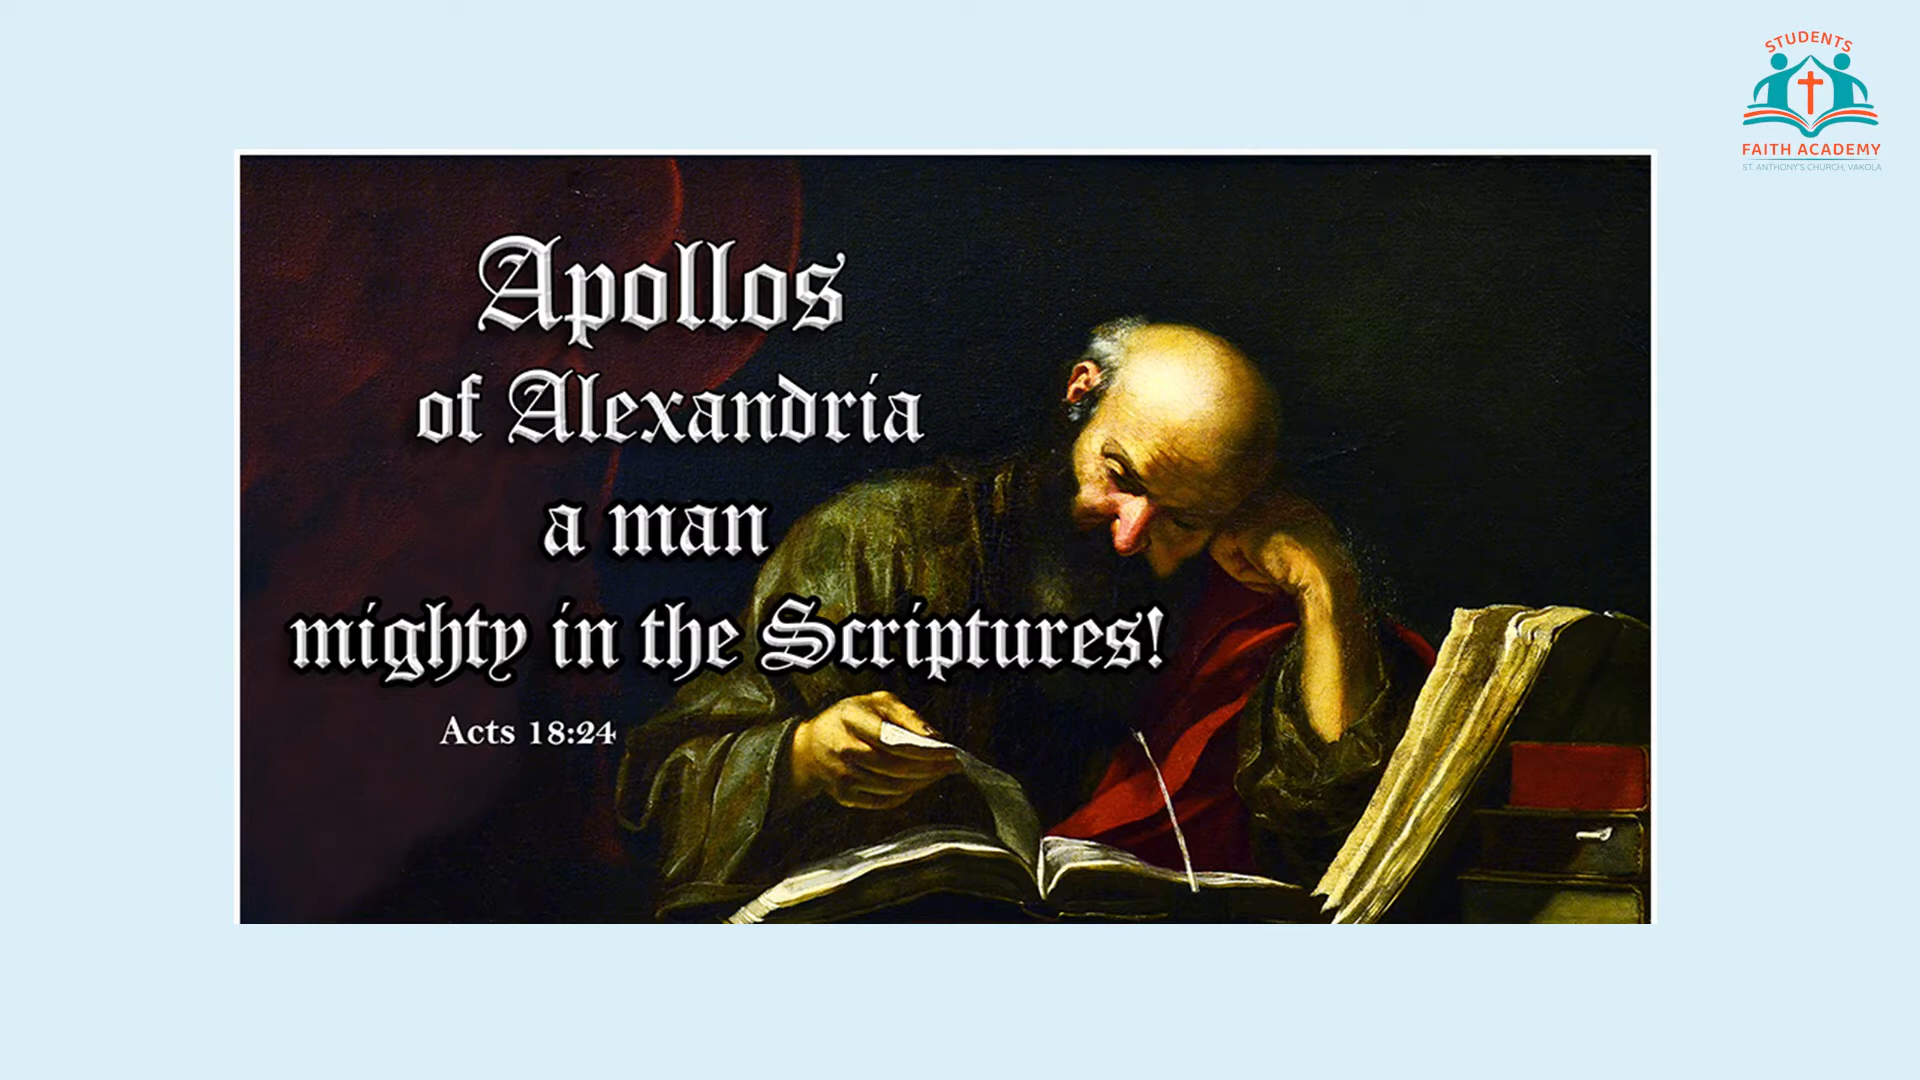 Apollos
of Alexandria
a man
mighty in the Scriptures!
Acts 18:24
STUDENTS
FAITH ACADEMY
ST. ANTHONY'S CHURCH, VAKOLA